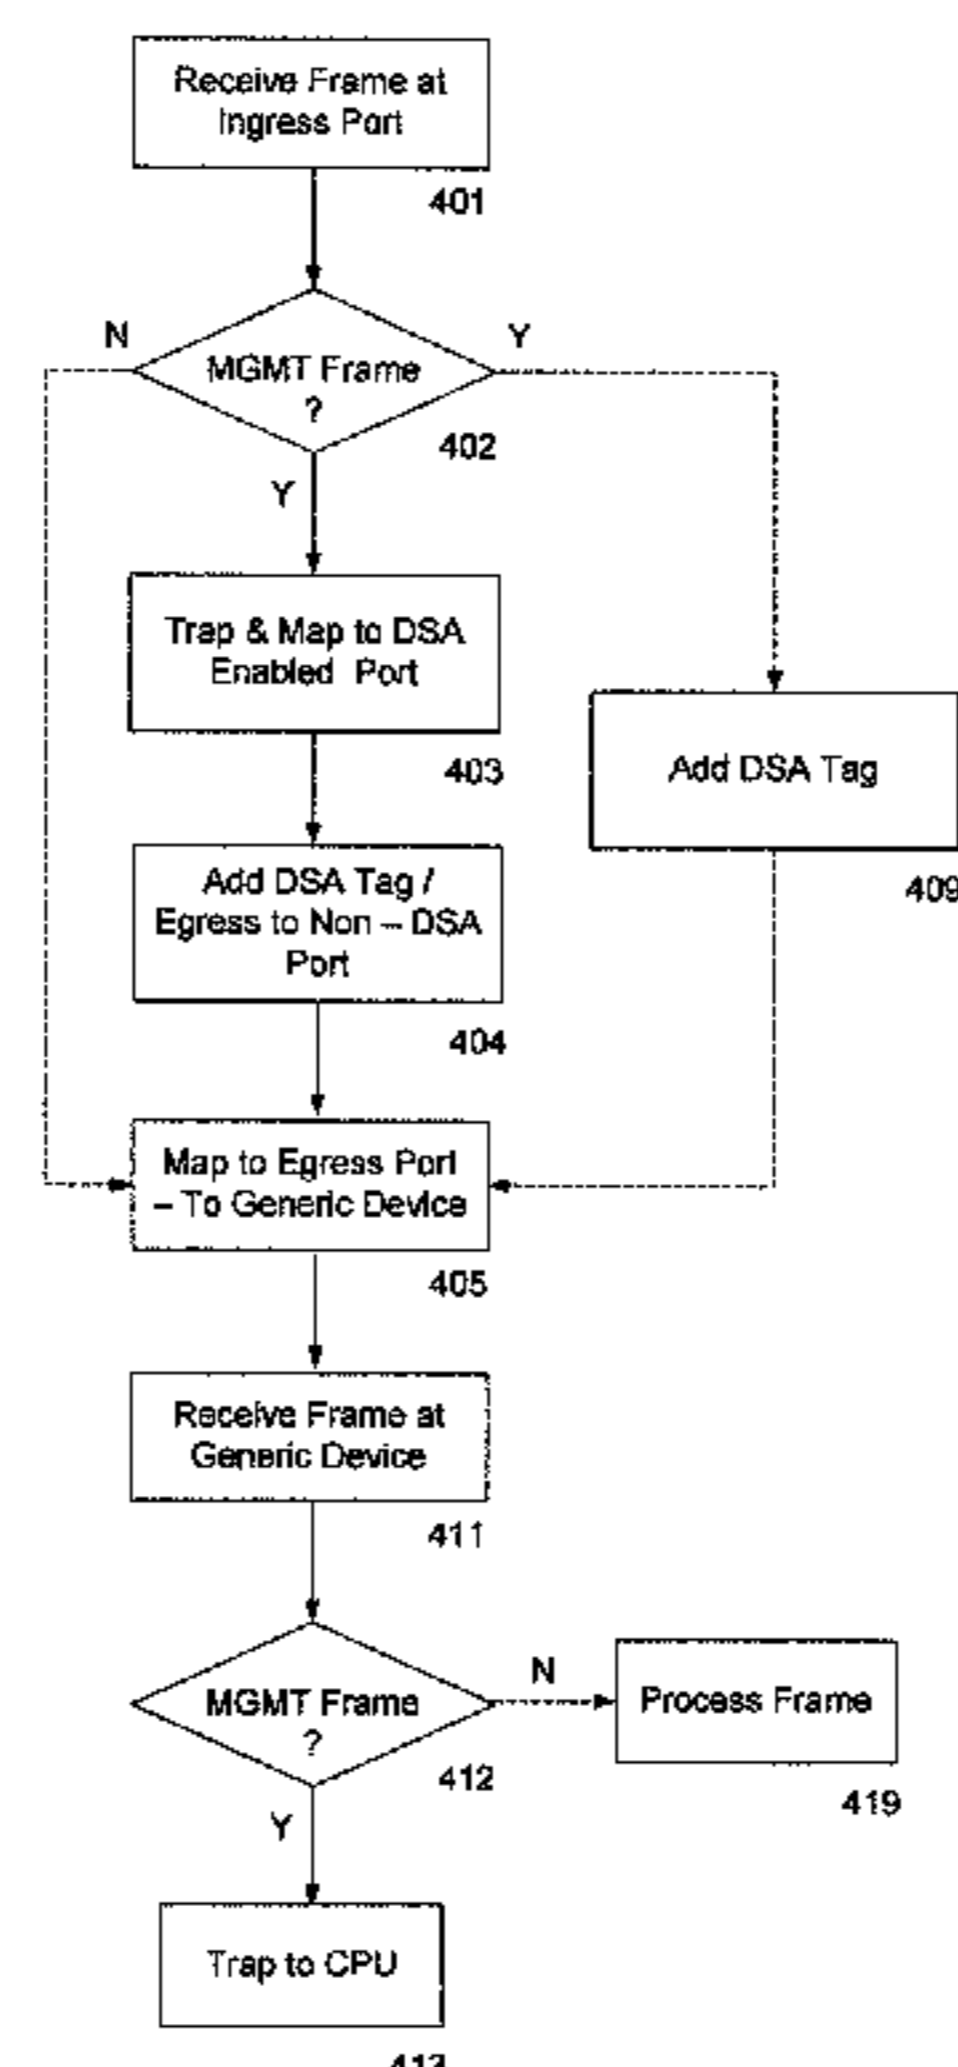 Receive Frame at
Ingress Port
401
N
Y
MGMT Frame
?
402
Y
Trap & Map to DSA
Enabled Port
403
Add DSA Tag
409
Add DSA Tag /
Egress to Non – DSA
Port
404
Map to Egress Port
– To Generic Device
405
Receive Frame at
Generic Device
411
MGMT Frame
?
412
N
Process Frame
419
Y
Trap to CPU